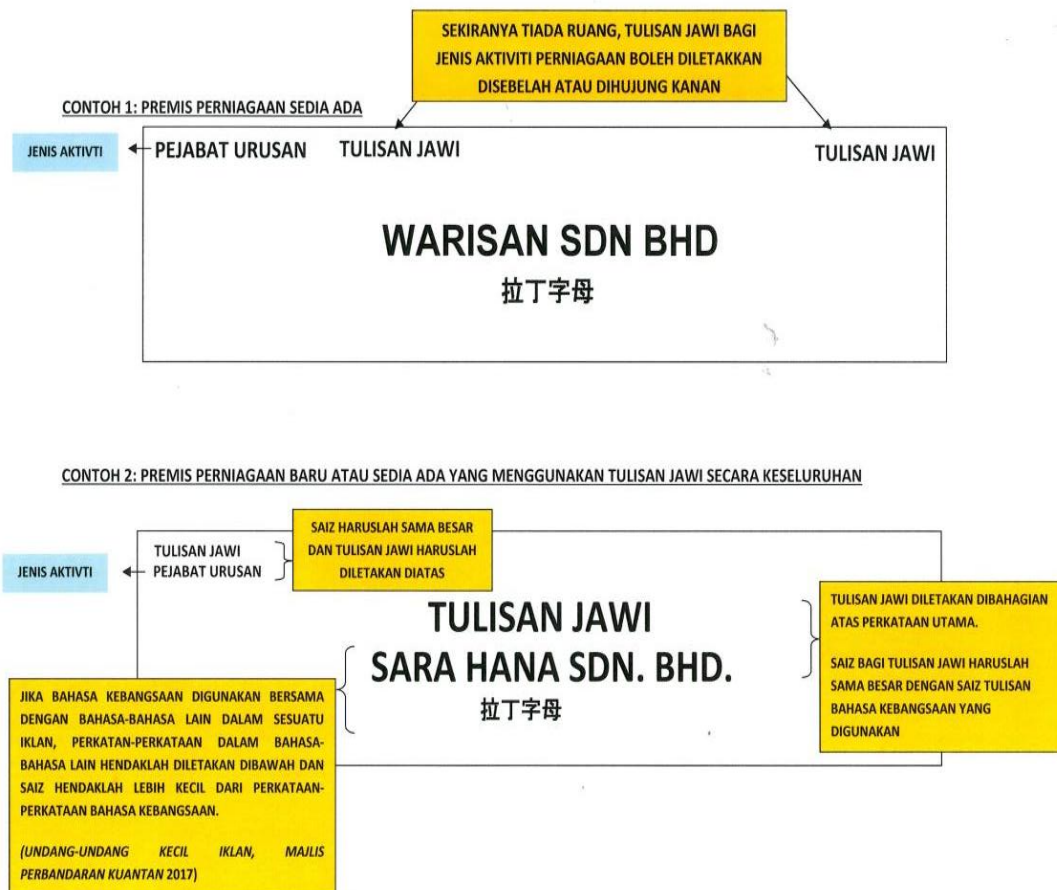 SEKIRANYA TIADA RUANG, TULISAN JAWI BAGI
JENIS AKTIVITI PERNIAGAAN BOLEH DILETAKKAN
DISEBELAH ATAU DIHUJUNG KANAN
CONTOH 1: PREMIS PERNIAGAAN SEDIA ADA
JENIS AKTIVTI
PEJABAT URUSAN TULISAN JAWI TULISAN JAWI
WARISAN SDN BHD
拉丁字母
CONTOH 2: PREMIS PERNIAGAAN BARU ATAU SEDIA ADA YANG MENGGUNAKAN TULISAN JAWI SECARA KESELURUHAN
JENIS AKTIVTI
TULISAN JAWI
PEJABAT URUSAN
SAIZ HARUSLAH SAMA BESAR
DAN TULISAN JAWI HARUSLAH
DILETAKAN DIATAS
TULISAN JAWI
SARA HANA SDN. BHD.
拉丁字母
TULISAN JAWI DILETAKAN DIBAHAGIAN
ATAS PERKATAAN UTAMA.
SAIZ BAGI TULISAN JAWI HARUSLAH
SAMA BESAR DENGAN SAIZ TULISAN
BAHASA KEBANGSAAN YANG
DIGUNAKAN
JIKA BAHASA KEBANGSAAN DIGUNAKAN BERSAMA
DENGAN BAHASA-BAHASA LAIN DALAM SESUATU
IKLAN, PERKATAN-PERKATAAN DALAM BAHASA-
BAHASA LAIN HENDAKLAH DILETAKAN DIBAWAH DAN
SAIZ HENDAKLAH LEBIH KECIL DARI PERKATAAN-
PERKATAAN BAHASA KEBANGSAAN.
(UNDANG-UNDANG KECIL IKLAN, MAJLIS
PERBANDARAN KUANTAN 2017)